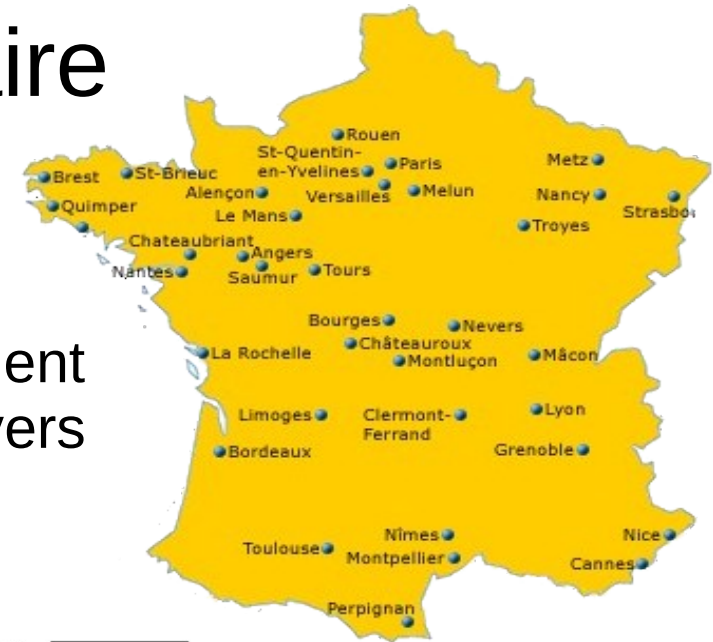 aire
Rouen
St-Quentin-
en-Yvelines
Paris
Metz
Brest
St-Brieuc
Alençon
Versailles
Melun
Nancy
Quimper
Le Mans
Strasbo
Troyes
Chateaubriant
Angers
Nantes
Saumur
Tours
Bourges
Nevers
Châteauroux
La Rochelle
Montluçon
Mâcon
ent
vers
Limoges
Clermont-
Ferrand
Lyon
Bordeaux
Grenoble
Nîmes
Nice
Toulouse
Montpellier
Cannes
Perpignan